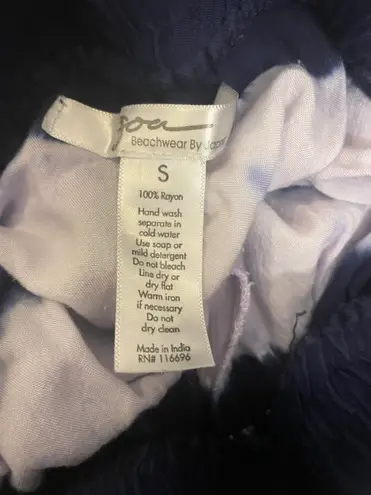 goa
Beachwear By
S
100% Rayon
Hand wash
separate in
cold water
Use soap or
mild detergent
Do not bleach
Line dry or
dry flat
Warm iron
if necessary
Do not
dry clean
Made in India
RN# 116696